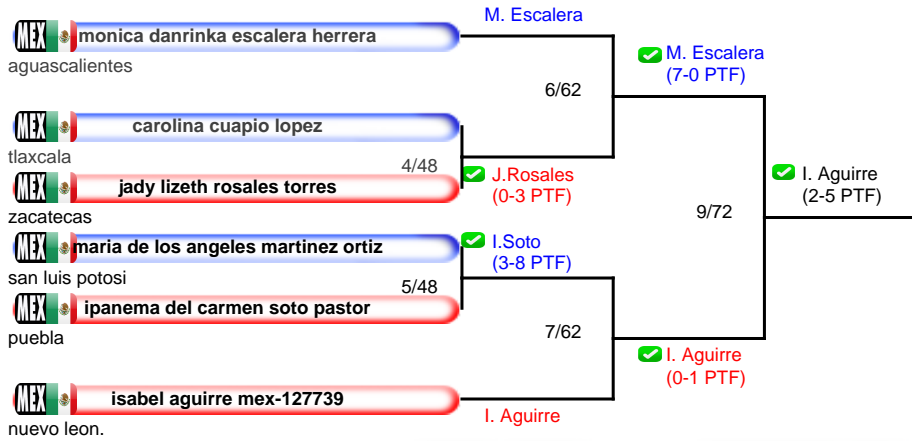 M. Escalera
MEX monica danrinka escalera herrera
aguascalientes
M. Escalera
(7-0 PTF)
6/62
MEX carolina cuapio lopez
tlaxcala
4/48
J.Rosales
(0-3 PTF)
MEX jady lizeth rosales torres
zacatecas
I. Aguirre
(2-5 PTF)
9/72
MEX maria de los angeles martinez ortiz
san luis potosi
I.Soto
(3-8 PTF)
5/48
MEX ipanema del carmen soto pastor
puebla
7/62
I. Aguirre
(0-1 PTF)
MEX isabel aguirre mex-127739
nuevo leon.
I. Aguirre